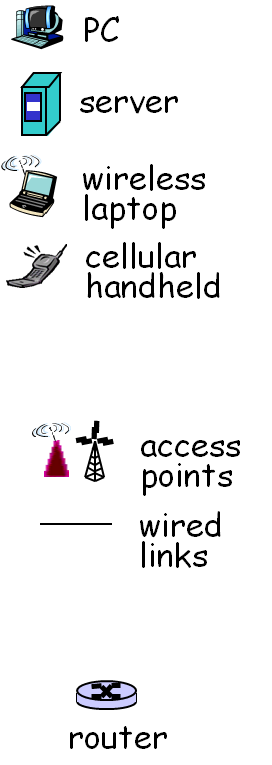 PC
server
wireless
laptop
cellular
handheld
access
points
wired
links
router